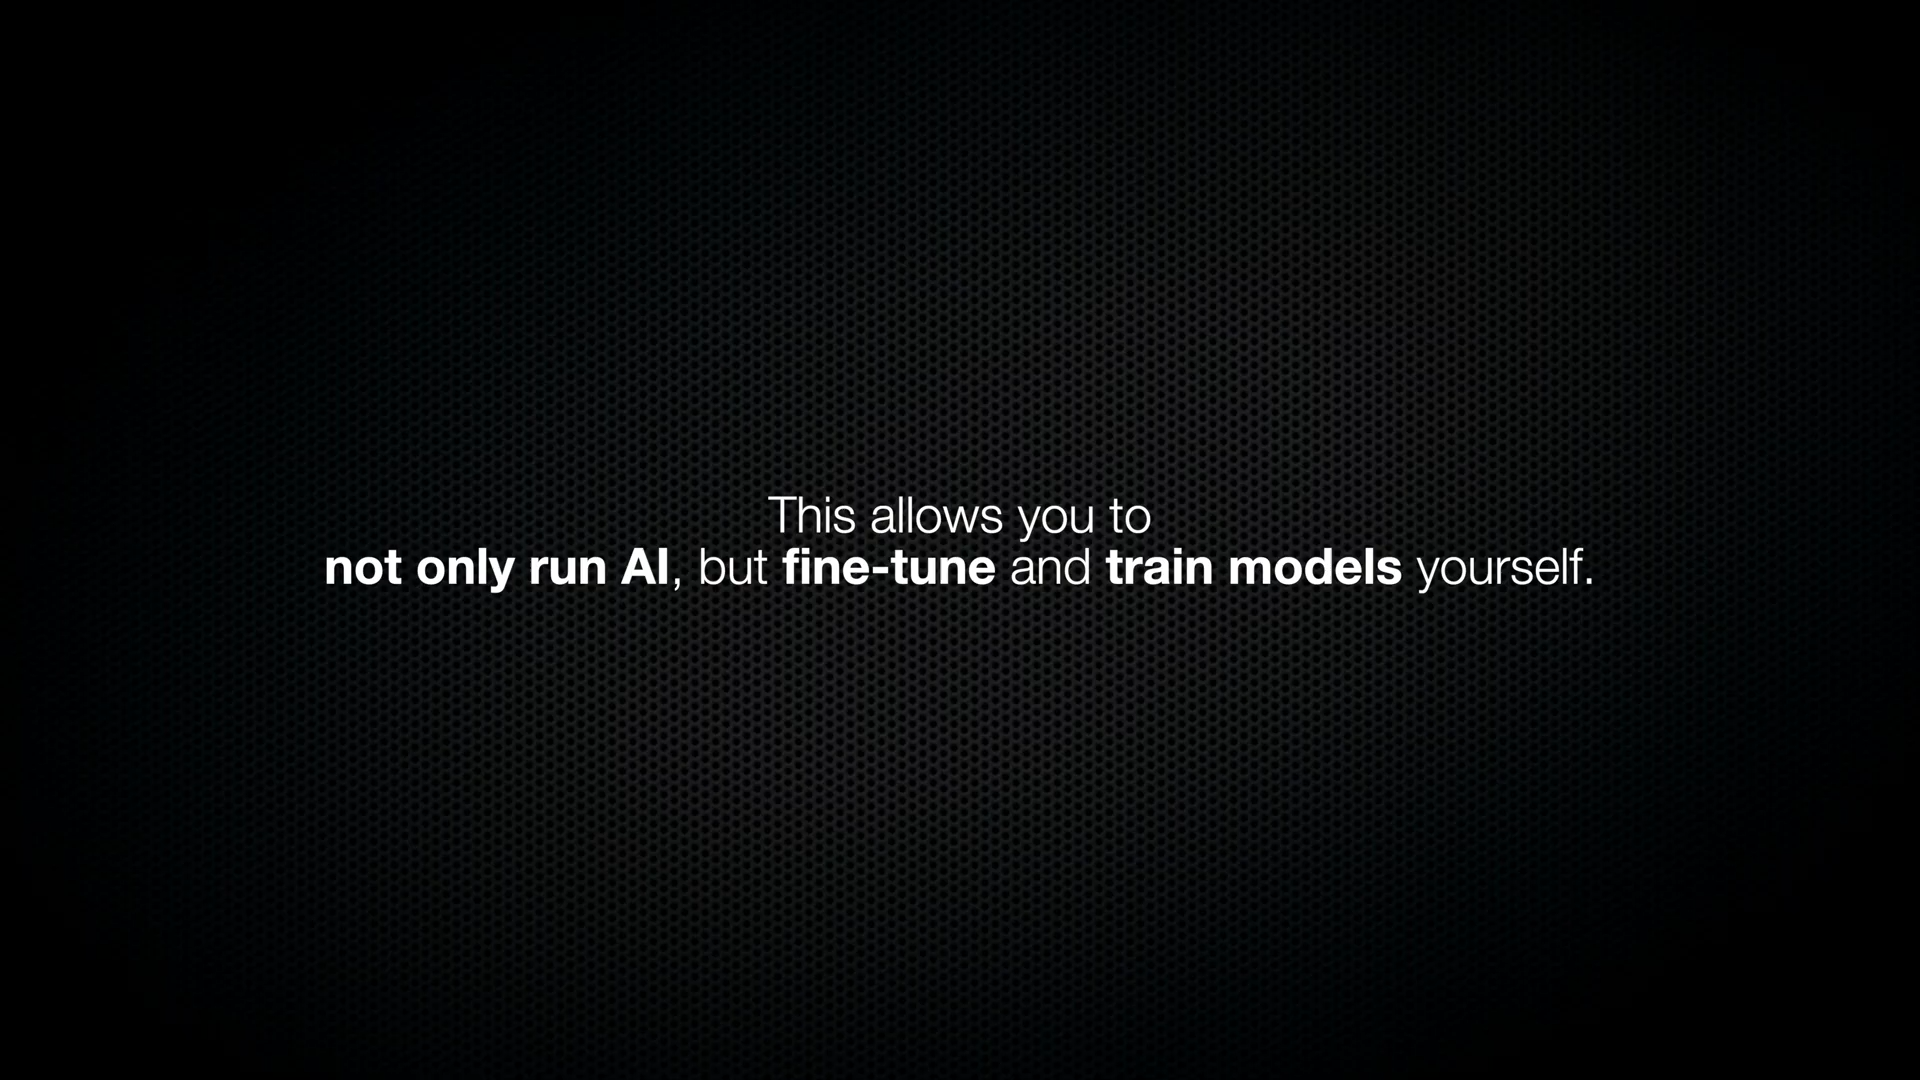 This allows you to
not only run AI, but fine-tune and train models yourself.